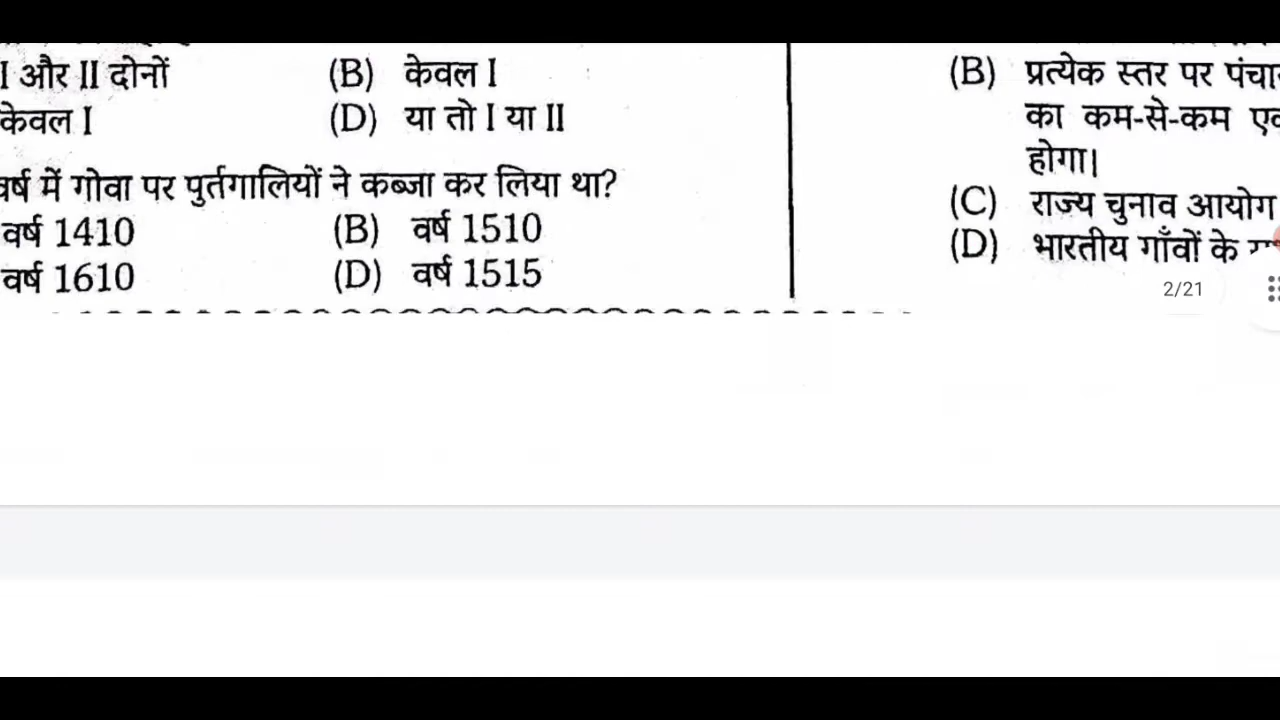 I और II दोनों
(B) केवल I
केवल I
(D) या तो I या II
वर्ष में गोवा पर पुर्तगालियों ने कब्जा कर लिया था?
वर्ष 1410
(B) वर्ष 1510
वर्ष 1610
(D) वर्ष 1515
(B) प्रत्येक स्तर पर
का कम-से-कम
होगा।
(C) राज्य चुनाव आयोग
(D) भारतीय गाँवों के
2/21